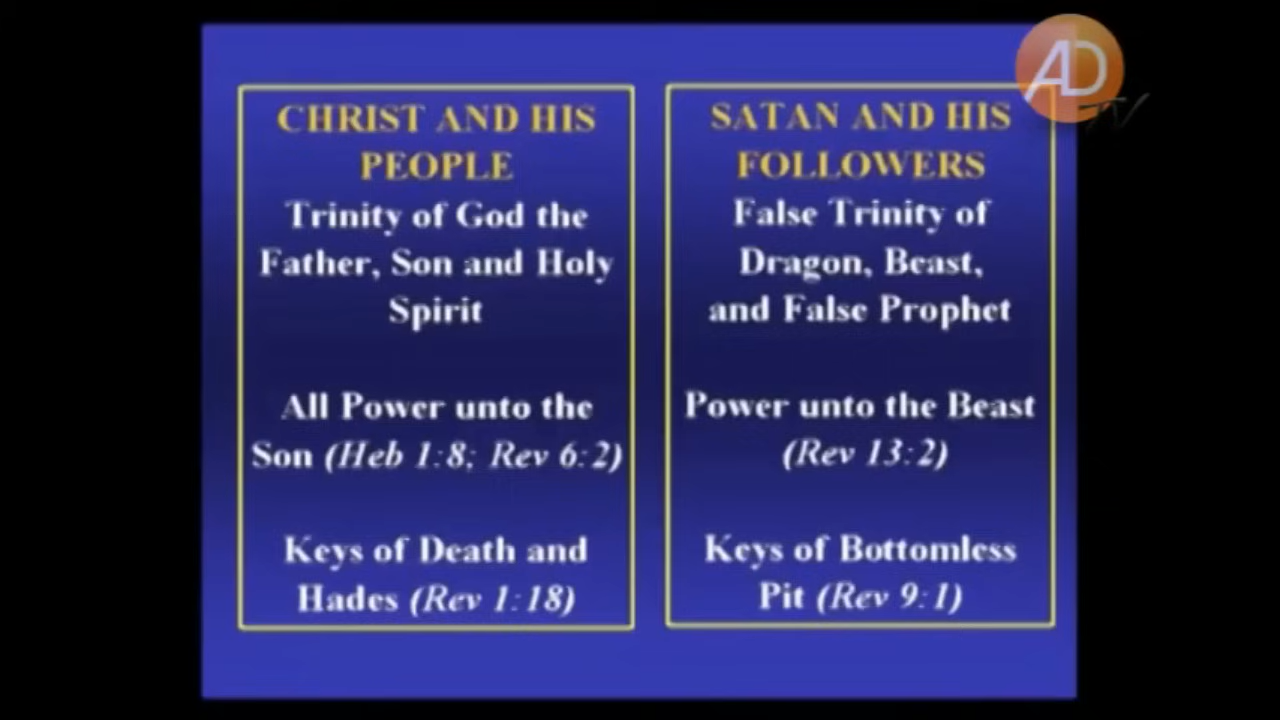 AD
TV
CHRIST AND HIS
PEOPLE
Trinity of God the
Father, Son and Holy
Spirit
All Power unto the
Son (Heb 1:8; Rev 6:2)
Keys of Death and
Hades (Rev 1:18)
SATAN AND HIS
FOLLOWERS
False Trinity of
Dragon, Beast,
and False Prophet
Power unto the Beast
(Rev 13:2)
Keys of Bottomless
Pit (Rev 9:1)